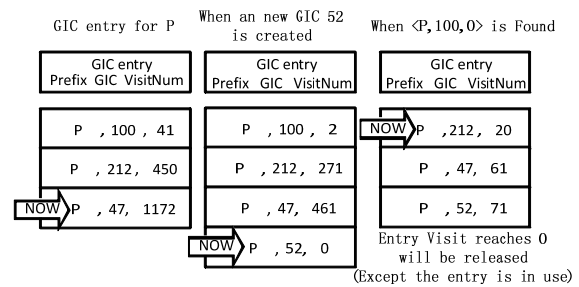 GIC entry for P
When an new GIC 52
is created
When <P,100,0> is Found
GIC entry
Prefix GIC VisitNum
P , 100 , 41
P , 212, 450
NOW P , 47, 1172
GIC entry
Prefix GIC VisitNum
P , 100, 2
P , 212, 271
P , 47, 461
NOW P , 52, 0
GIC entry
Prefix GIC VisitNum
NOW P ,212, 20
P , 47, 61
P , 52, 71
Entry Visit reaches 0
will be released
(Except the entry is in use)